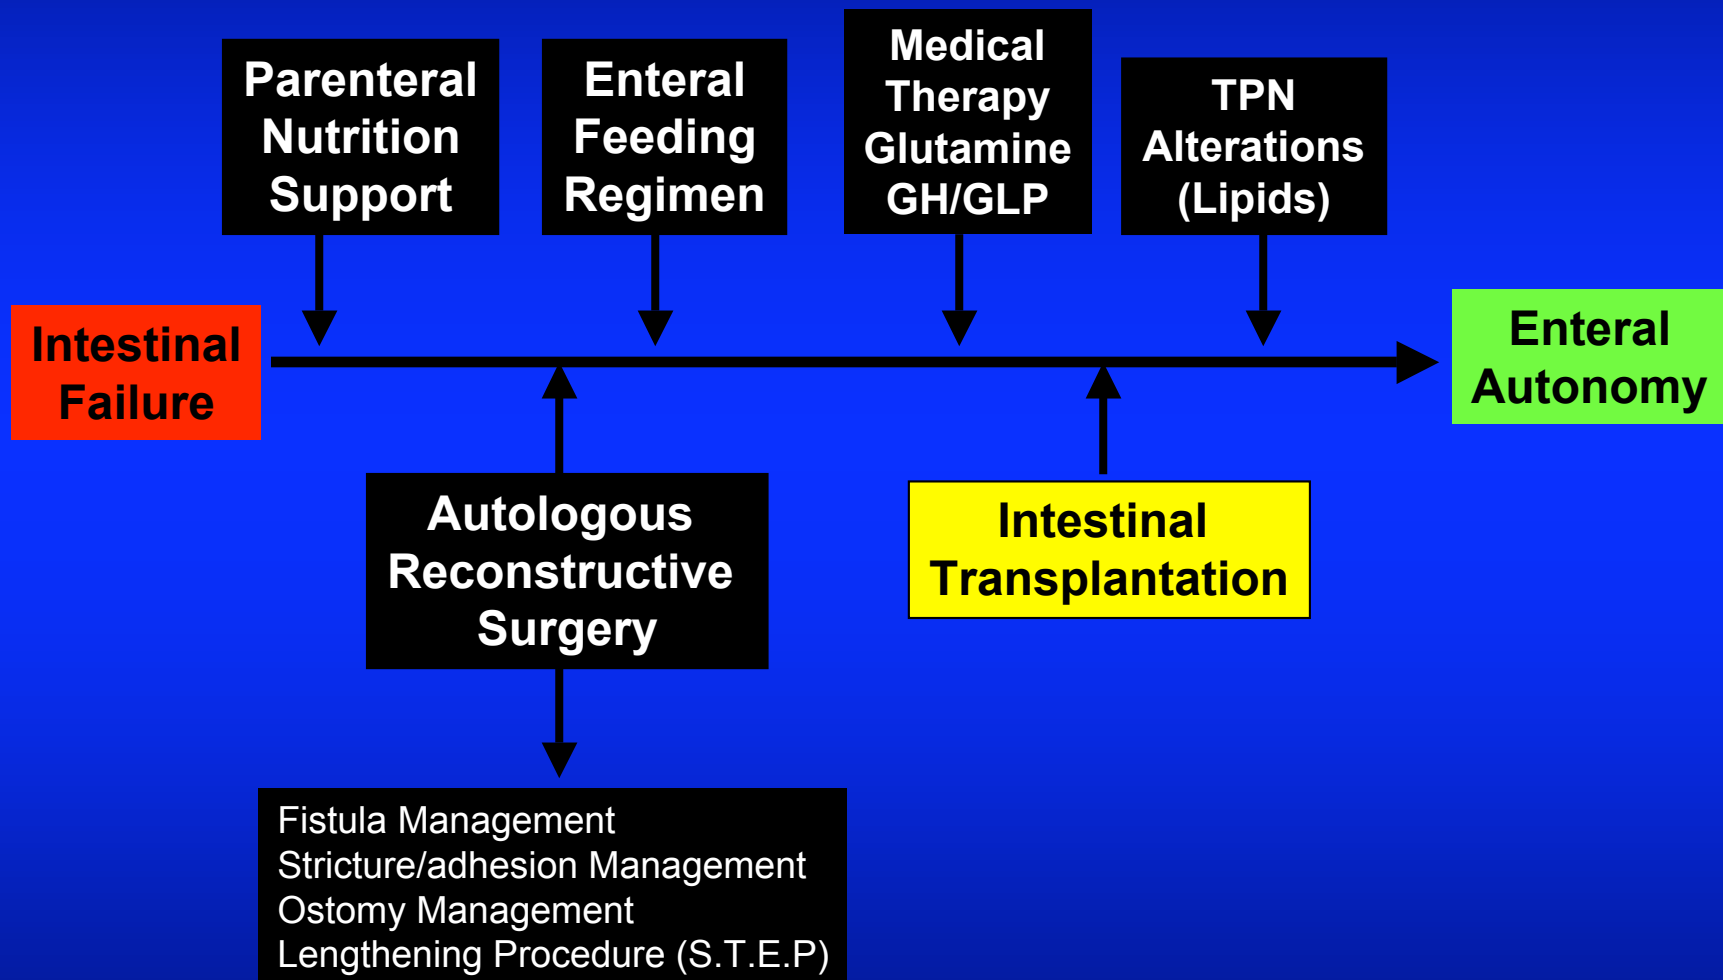 Parenteral
Nutrition
Support
Enteral
Feeding
Regimen
Medical
Therapy
Glutamine
GH/GLP
TPN
Alterations
(Lipids)
Intestinal
Failure
Enteral
Autonomy
Autologous
Reconstructive
Surgery
Intestinal
Transplantation
Fistula Management
Stricture/adhesion Management
Ostomy Management
Lengthening Procedure (S.T.E.P)